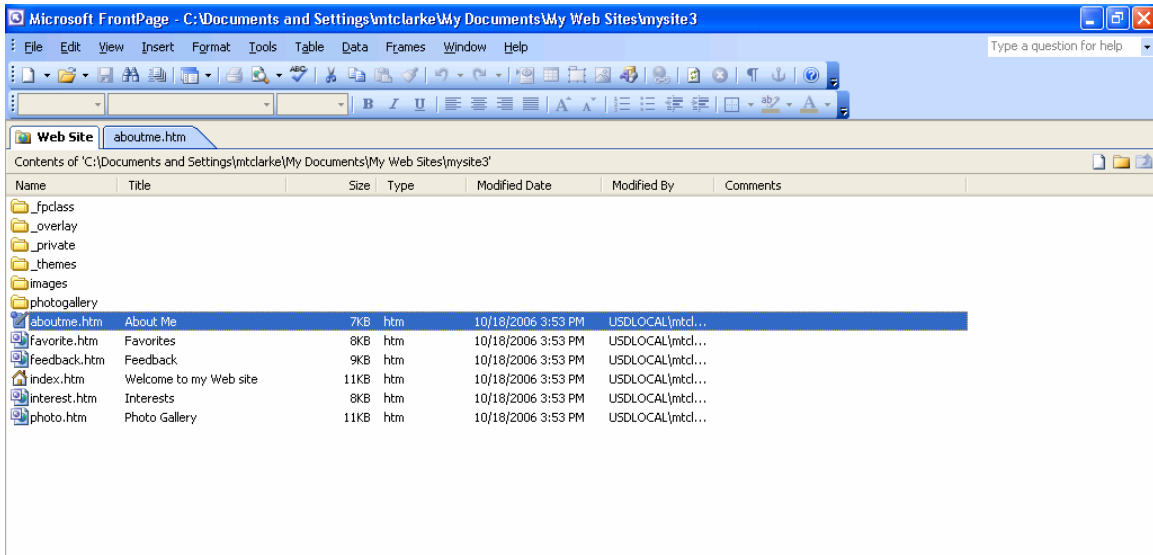 Microsoft FrontPage - C:\Documents and Settings\mtclarke\My Documents\My Web Sites\mysite3
File Edit View Insert Format Tools Table Data Frames Window Help Type a question for help
ABC ab
B I U A A A
Web Site aboutme.htm
Contents of 'C:\Documents and Settings\mtclarke\My Documents\My Web Sites\mysite3'
Name Title Size Type Modified Date Modified By Comments
_fpclass
_overlay
_private
_themes
images
photogallery
aboutme.htm About Me 7KB htm 10/18/2006 3:53 PM USDLOCAL\mtcl...
favorite.htm Favorites 8KB htm 10/18/2006 3:53 PM USDLOCAL\mtcl...
feedback.htm Feedback 9KB htm 10/18/2006 3:53 PM USDLOCAL\mtcl...
index.htm Welcome to my Web site 11KB htm 10/18/2006 3:53 PM USDLOCAL\mtcl...
interest.htm Interests 8KB htm 10/18/2006 3:53 PM USDLOCAL\mtcl...
photo.htm Photo Gallery 11KB htm 10/18/2006 3:53 PM USDLOCAL\mtcl...